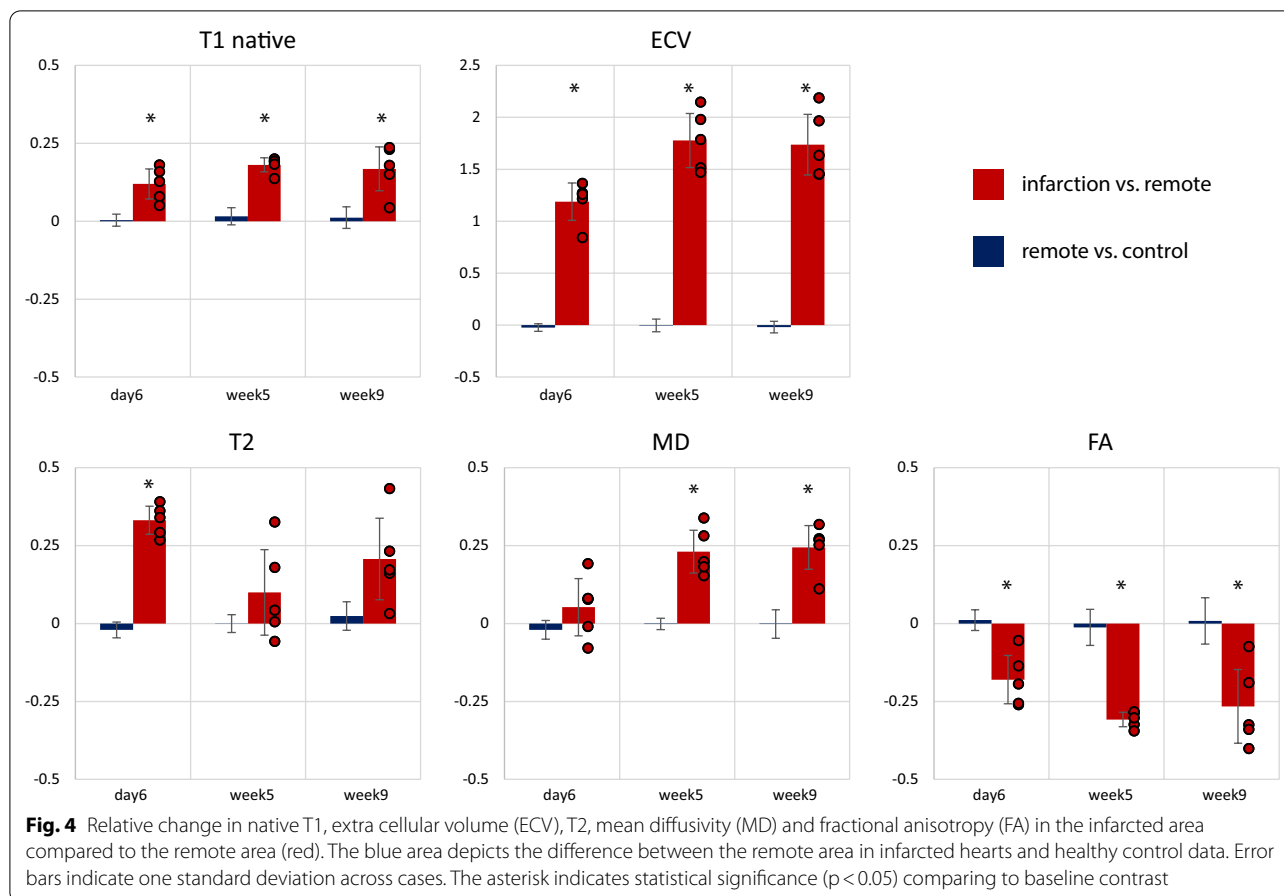 T1 native
ECV
0.5
0.25
0
-0.25
-0.5
*
*
*
day6
week5
week9
2.5
2
1.5
1
0.5
0
-0.5
*
*
*
day6
week5
week9
infarction vs. remote
remote vs. control
T2
MD
FA
0.5
0.25
0
-0.25
-0.5
*
day6
week5
week9
0.5
0.25
0
-0.25
-0.5
*
*
day6
week5
week9
0.5
0.25
0
-0.25
-0.5
*
*
*
day6
week5
week9
Fig. 4 Relative change in native T1, extra cellular volume (ECV), T2, mean diffusivity (MD) and fractional anisotropy (FA) in the infarcted area
compared to the remote area (red). The blue area depicts the difference between the remote area in infarcted hearts and healthy control data. Error
bars indicate one standard deviation across cases. The asterisk indicates statistical significance (p < 0.05) comparing to baseline contrast